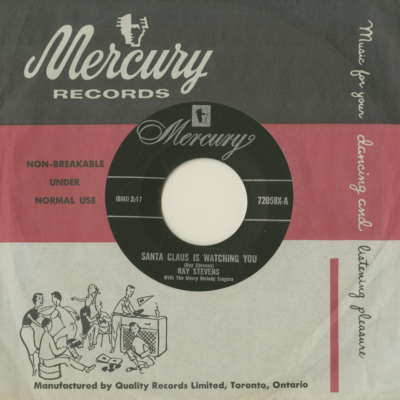 Mercury
RECORDS
Music for your dancing and listening pleasure
NON-BREAKABLE
UNDER
NORMAL USE
Mercury
(BMI) 2:17
72058X-A
SANTA CLAUS IS WATCHING YOU
(Ray Stevens)
RAY STEVENS
With The Merry Melody Singers
Manufactured by Quality Records Limited, Toronto, Ontario